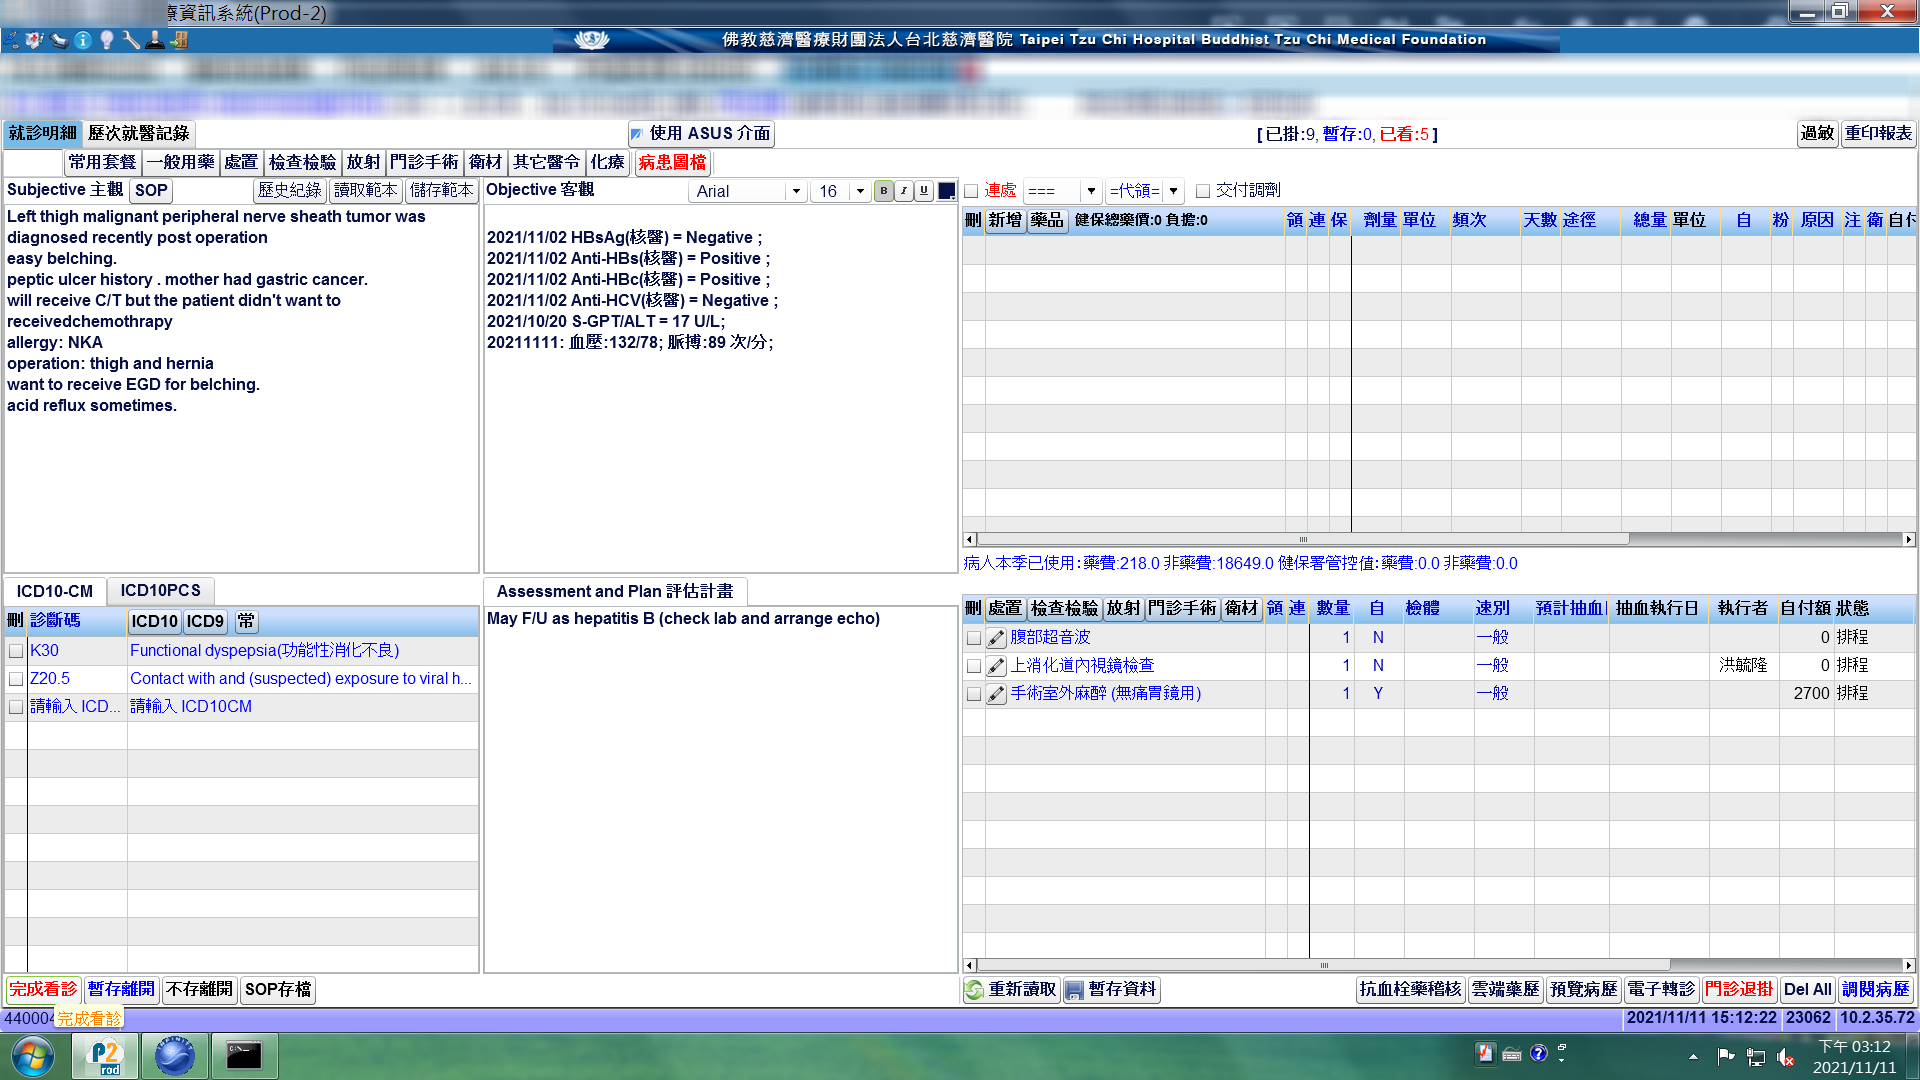 療資訊系統(Prod-2)
佛教慈濟醫療財團法人台北慈濟醫院 Taipei Tzu Chi Hospital Buddhist Tzu Chi Medical Foundation
就診明細 歷次就醫記錄 使用 ASUS 介面 [已掛:9, 暫存:0, 已看:5] 過敏 重印報表
常用套餐 一般用藥 處置 檢查檢驗 放射 門診手術 衛材 其它醫令 化療 病患圖檔
Subjective 主觀 SOP 歷史紀錄 讀取範本 儲存範本
Left thigh malignant peripheral nerve sheath tumor was
diagnosed recently post operation
easy belching.
peptic ulcer history . mother had gastric cancer.
will receive C/T but the patient didn't want to
receivedchemothrapy
allergy: NKA
operation: thigh and hernia
want to receive EGD for belching.
acid reflux sometimes.
Objective 客觀 Arial 16 B I U
2021/11/02 HBsAg(核醫) = Negative ;
2021/11/02 Anti-HBs(核醫) = Positive ;
2021/11/02 Anti-HBc(核醫) = Positive ;
2021/11/02 Anti-HCV(核醫) = Negative ;
2021/10/20 S-GPT/ALT = 17 U/L;
20211111: 血壓:132/78; 脈搏:89 次/分;
連處 === =代領= 交付調劑
刪 新增 藥品 健保總藥價:0 負擔:0 領 連 保 劑量 單位 頻次 天數 途徑 總量 單位 自 粉 原因 注 衛 自付
病人本季已使用：藥費:218.0 非藥費:18649.0 健保署管控值：藥費:0.0 非藥費:0.0
ICD10-CM ICD10PCS
刪 診斷碼 ICD10 ICD9 常
K30 Functional dyspepsia(功能性消化不良)
Z20.5 Contact with and (suspected) exposure to viral h...
請輸入 ICD... 請輸入 ICD10CM
Assessment and Plan 評估計畫
May F/U as hepatitis B (check lab and arrange echo)
刪 處置 檢查檢驗 放射 門診手術 衛材 領 連 數量 自 檢體 速別 預計抽血 抽血執行日 執行者 自付額 狀態
腹部超音波 1 N 一般 0 排程
上消化道內視鏡檢查 1 N 一般 洪毓隆 0 排程
手術室外麻醉 (無痛胃鏡用) 1 Y 一般 2700 排程
完成看診 暫存離開 不存離開 SOP存檔 重新讀取 暫存資料 抗血栓藥稽核 雲端藥歷 預覽病歷 電子轉診 門診退掛 Del All 調閱病歷
44000 完成看診 2021/11/11 15:12:22 23062 10.2.35.72
P2 rod
下午 03:12
2021/11/11